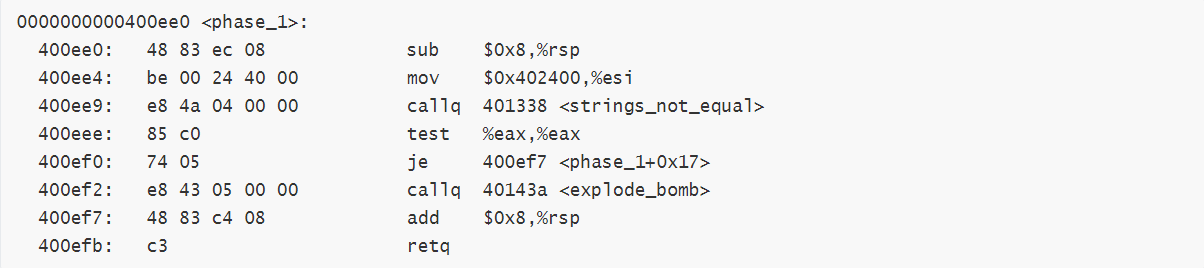 0000000000400ee0 <phase_1>:
400ee0: 48 83 ec 08 sub $0x8,%rsp
400ee4: be 00 24 40 00 mov $0x402400,%esi
400ee9: e8 4a 04 00 00 callq 401338 <strings_not_equal>
400eee: 85 c0 test %eax,%eax
400ef0: 74 05 je 400ef7 <phase_1+0x17>
400ef2: e8 43 05 00 00 callq 40143a <explode_bomb>
400ef7: 48 83 c4 08 add $0x8,%rsp
400efb: c3 retq